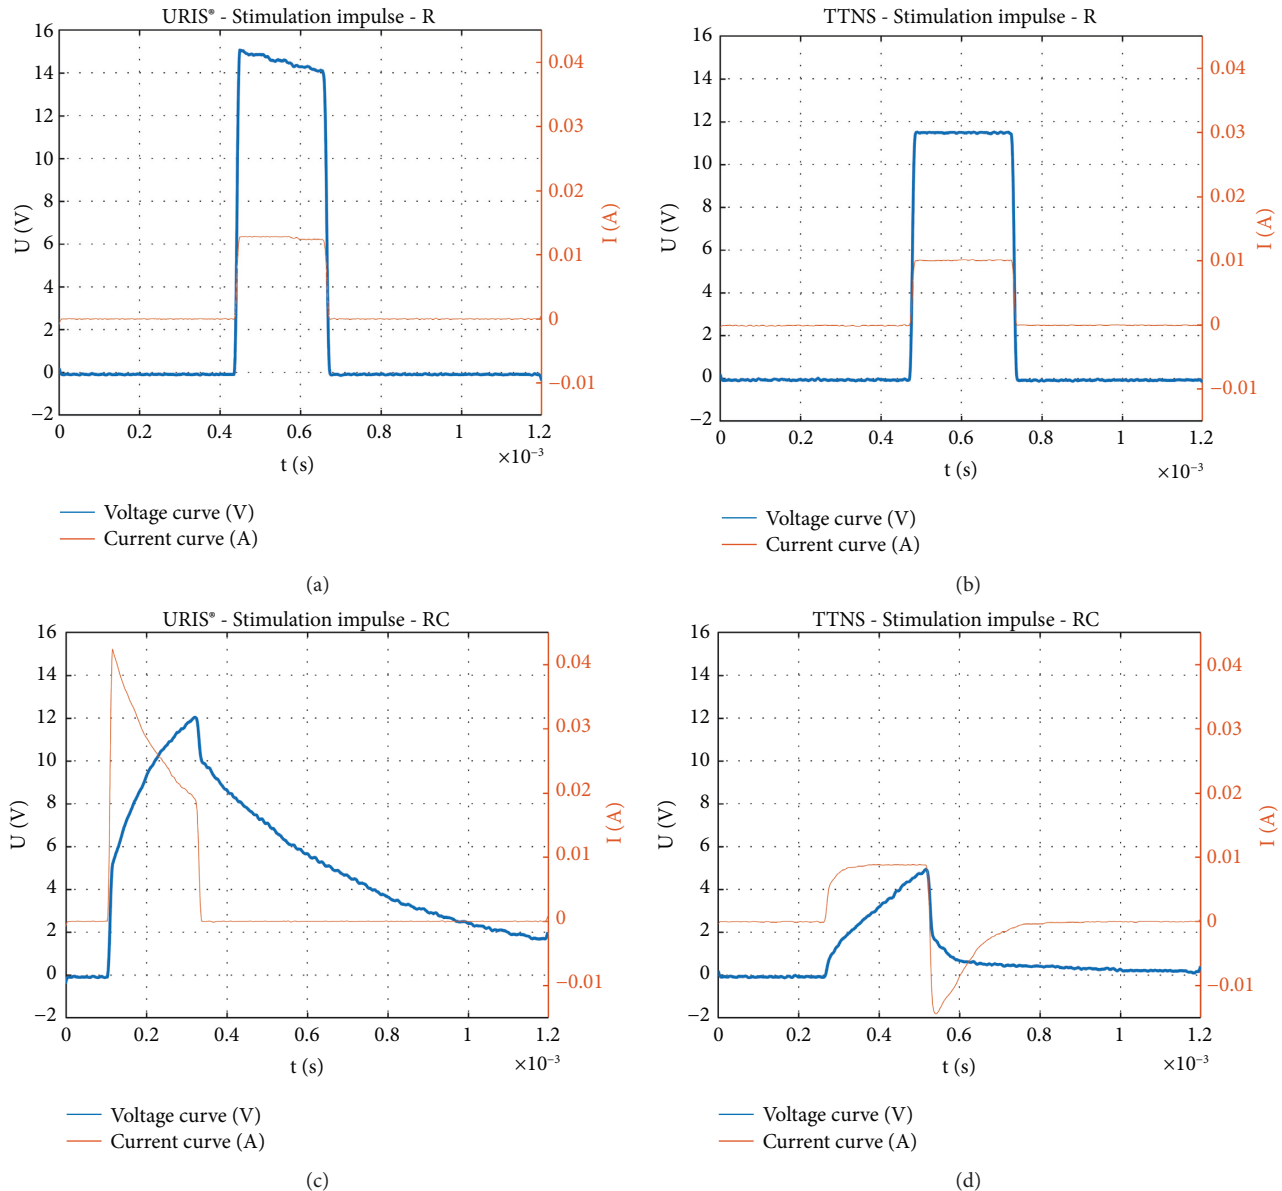 URIS® - Stimulation impulse - R
16
14
12
10
8
6
4
2
0
−2
U (V)
0.04
0.03
0.02
0.01
0
−0.01
I (A)
0 0.2 0.4 0.6 0.8 1 1.2
t (s)
×10⁻³
Voltage curve (V)
Current curve (A)
(a)
TTNS - Stimulation impulse - R
16
14
12
10
8
6
4
2
0
−2
U (V)
0.04
0.03
0.02
0.01
0
−0.01
I (A)
0 0.2 0.4 0.6 0.8 1 1.2
t (s)
×10⁻³
Voltage curve (V)
Current curve (A)
(b)
URIS® - Stimulation impulse - RC
16
14
12
10
8
6
4
2
0
−2
U (V)
0.04
0.03
0.02
0.01
0
−0.01
I (A)
0 0.2 0.4 0.6 0.8 1 1.2
t (s)
×10⁻³
Voltage curve (V)
Current curve (A)
(c)
TTNS - Stimulation impulse - RC
16
14
12
10
8
6
4
2
0
−2
U (V)
0.04
0.03
0.02
0.01
0
−0.01
I (A)
0 0.2 0.4 0.6 0.8 1 1.2
t (s)
×10⁻³
Voltage curve (V)
Current curve (A)
(d)